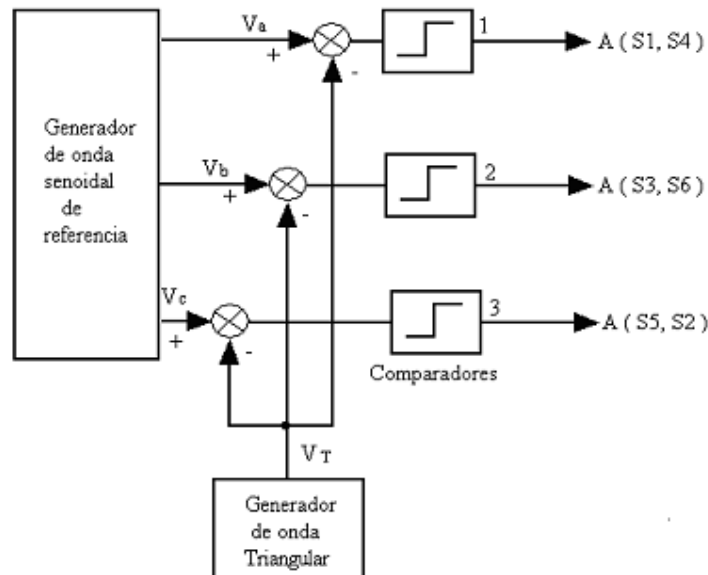 Va
+
-
1
A ( S1, S4)
Generador
de onda
senoidal
de
referencia
Vb
+
-
2
A ( S3, S6)
Vc
+
-
3
A ( S5, S2)
Comparadores
VT
Generador
de onda
Triangular